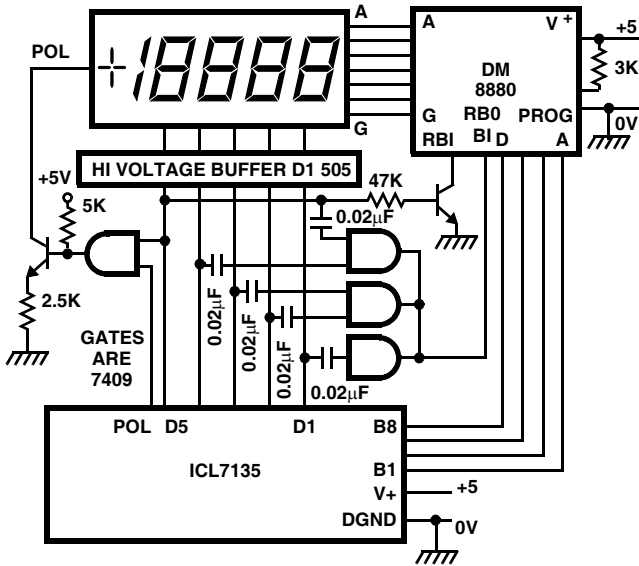 POL
A
A
V+
+5
+18888
DM
8880
3K
G
G
RB0
PROG
0V
RBI
BI
D
A
HI VOLTAGE BUFFER D1 505
+5V
47K
5K
0.02µF
2.5K
0.02µF
0.02µF
0.02µF
0.02µF
GATES
ARE
7409
POL
D5
D1
B8
ICL7135
B1
V+
+5
DGND
0V